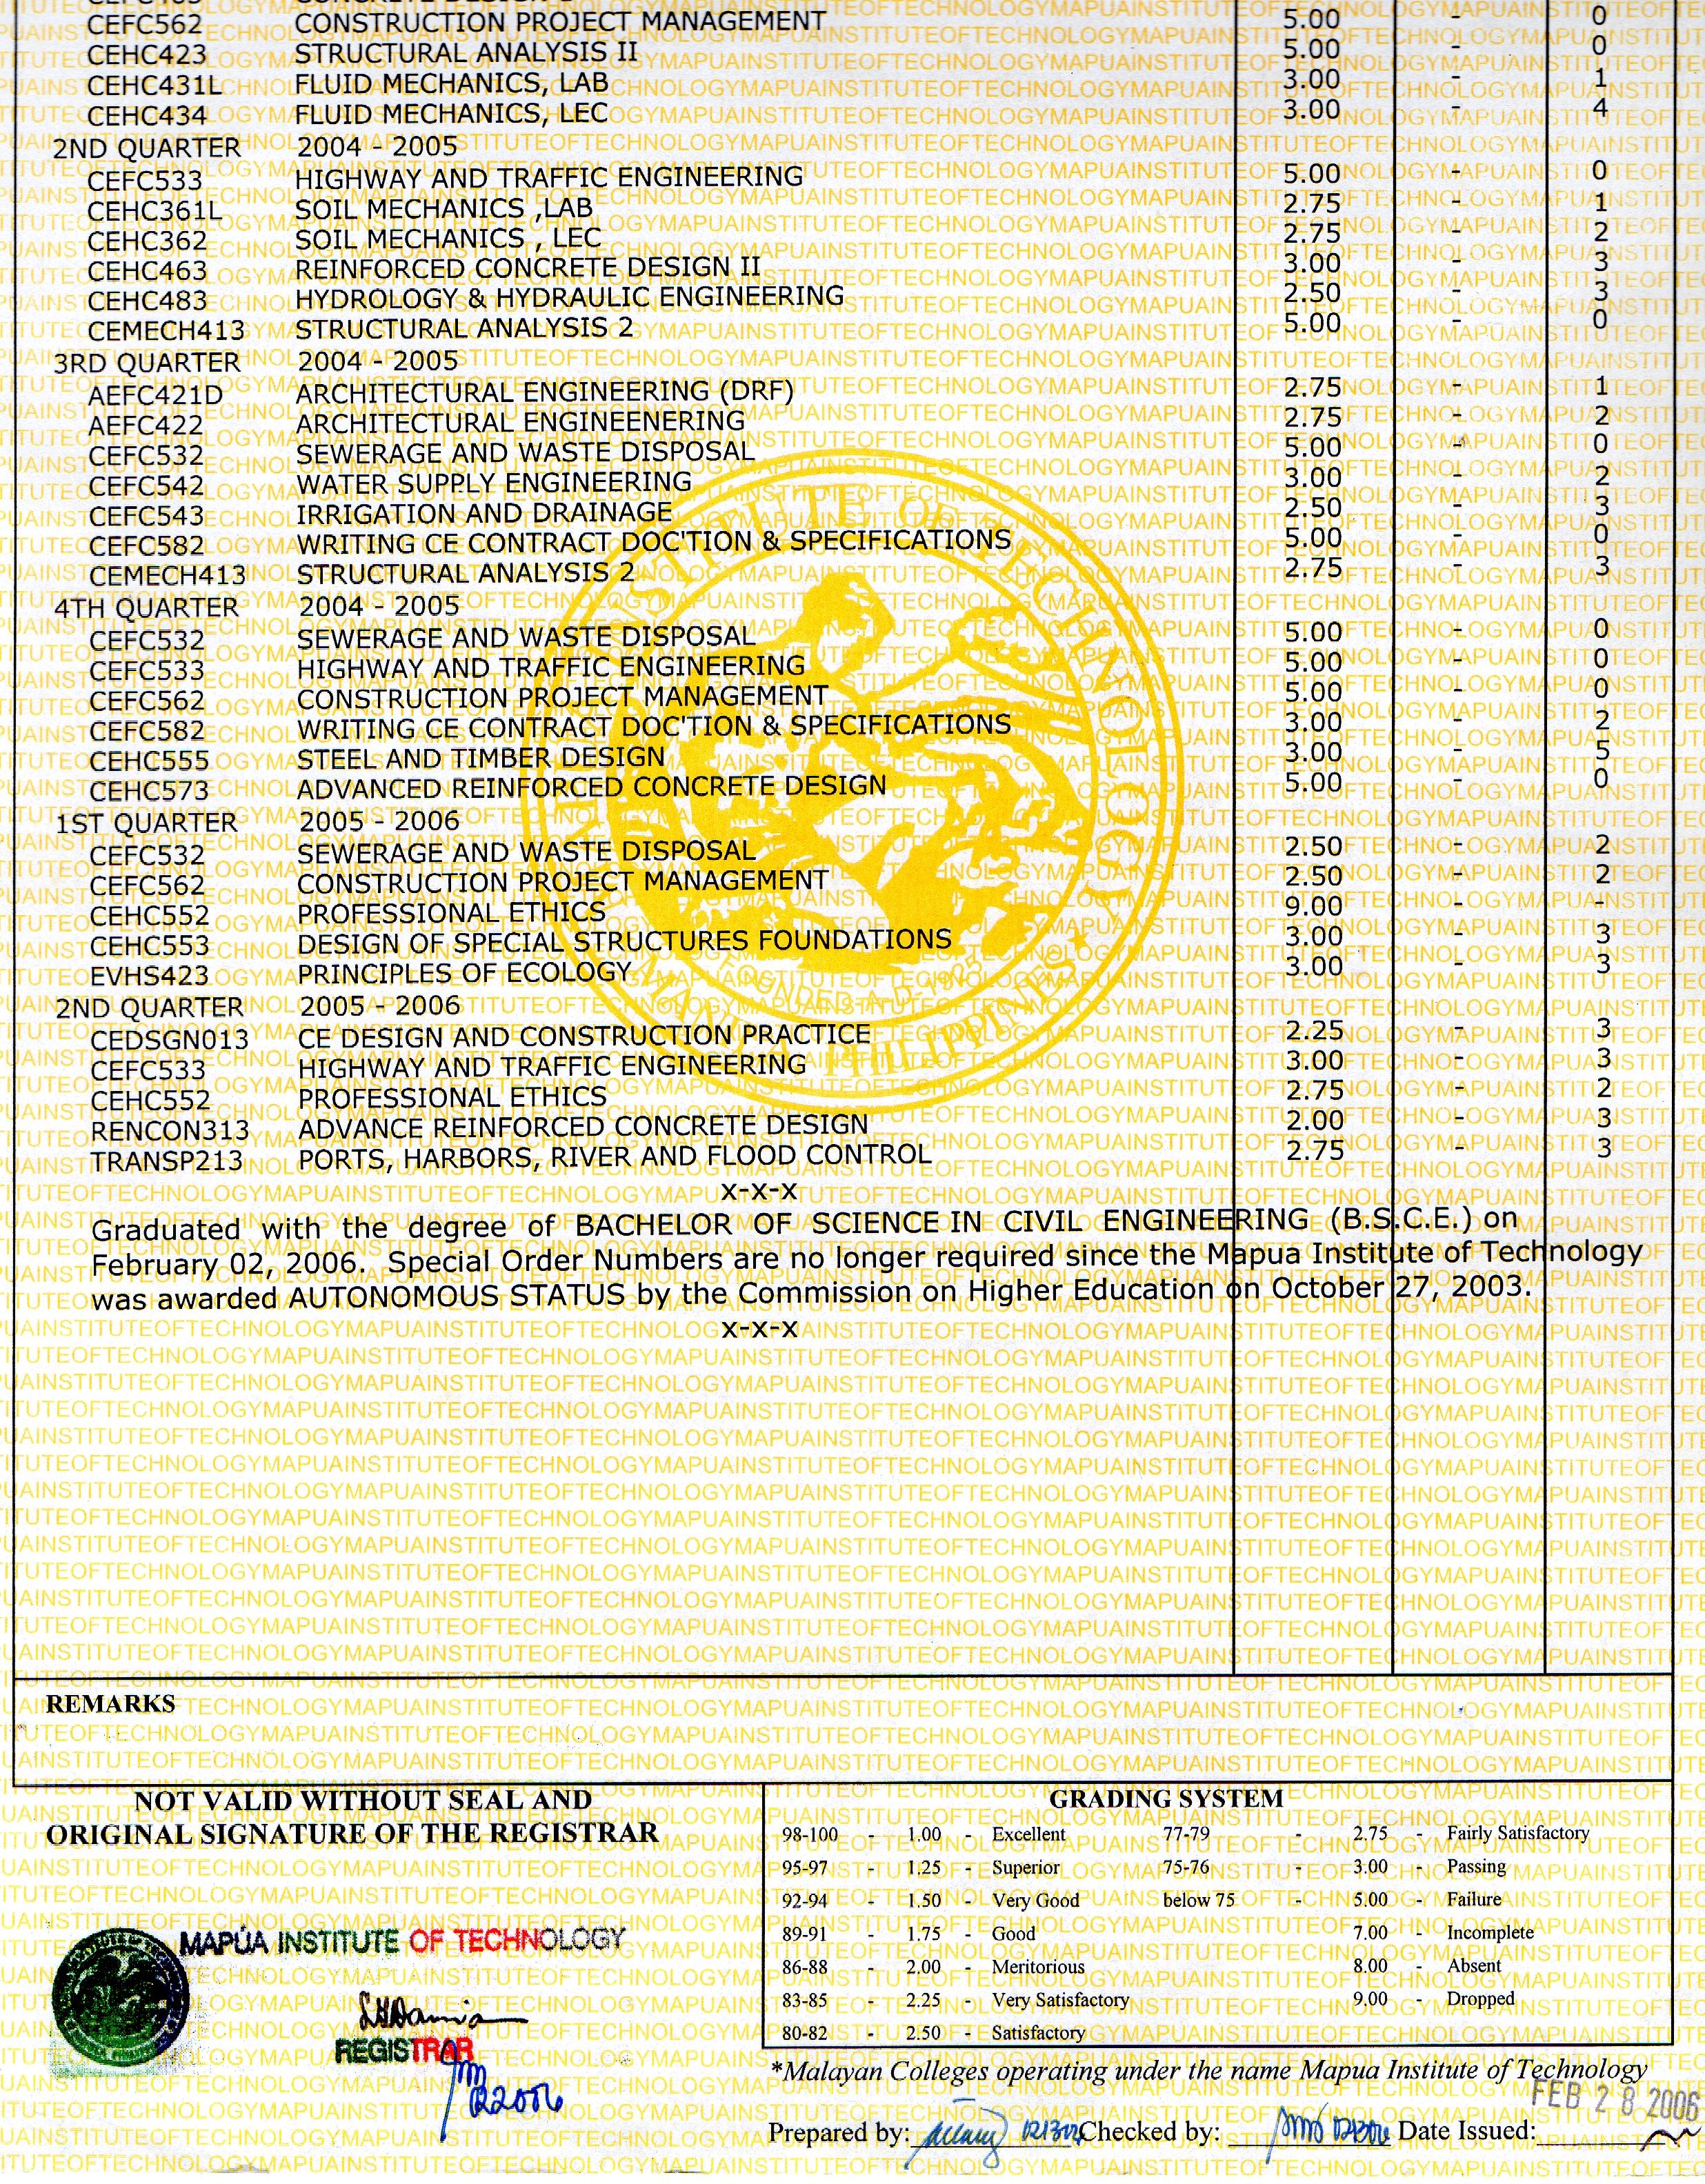 CEFC562 CONSTRUCTION PROJECT MANAGEMENT 5.00 - 0
CEHC423 STRUCTURAL ANALYSIS II 5.00 - 0
CEHC431L FLUID MECHANICS, LAB 3.00 - 1
CEHC434 FLUID MECHANICS, LEC 3.00 - 4
2ND QUARTER 2004 - 2005
CEFC533 HIGHWAY AND TRAFFIC ENGINEERING 5.00 - 0
CEHC361L SOIL MECHANICS ,LAB 2.75 - 1
CEHC362 SOIL MECHANICS , LEC 2.75 - 2
CEHC463 REINFORCED CONCRETE DESIGN II 3.00 - 3
CEHC483 HYDROLOGY & HYDRAULIC ENGINEERING 2.50 - 3
CEMECH413 STRUCTURAL ANALYSIS 2 5.00 - 0
3RD QUARTER 2004 - 2005
AEFC421D ARCHITECTURAL ENGINEERING (DRF) 2.75 - 1
AEFC422 ARCHITECTURAL ENGINEENERING 2.75 - 2
CEFC532 SEWERAGE AND WASTE DISPOSAL 5.00 - 0
CEFC542 WATER SUPPLY ENGINEERING 3.00 - 2
CEFC543 IRRIGATION AND DRAINAGE 2.50 - 3
CEFC582 WRITING CE CONTRACT DOC'TION & SPECIFICATIONS 5.00 - 0
CEMECH413 STRUCTURAL ANALYSIS 2 2.75 - 3
4TH QUARTER 2004 - 2005
CEFC532 SEWERAGE AND WASTE DISPOSAL 5.00 - 0
CEFC533 HIGHWAY AND TRAFFIC ENGINEERING 5.00 - 0
CEFC562 CONSTRUCTION PROJECT MANAGEMENT 5.00 - 0
CEFC582 WRITING CE CONTRACT DOC'TION & SPECIFICATIONS 3.00 - 2
CEHC555 STEEL AND TIMBER DESIGN 3.00 - 5
CEHC573 ADVANCED REINFORCED CONCRETE DESIGN 5.00 - 0
1ST QUARTER 2005 - 2006
CEFC532 SEWERAGE AND WASTE DISPOSAL 2.50 - 2
CEFC562 CONSTRUCTION PROJECT MANAGEMENT 2.50 - 2
CEHC552 PROFESSIONAL ETHICS 9.00 - -
CEHC553 DESIGN OF SPECIAL STRUCTURES FOUNDATIONS 3.00 - 3
EVHS423 PRINCIPLES OF ECOLOGY 3.00 - 3
2ND QUARTER 2005 - 2006
CEDSGN013 CE DESIGN AND CONSTRUCTION PRACTICE 2.25 - 3
CEFC533 HIGHWAY AND TRAFFIC ENGINEERING 3.00 - 3
CEHC552 PROFESSIONAL ETHICS 2.75 - 2
RENCON313 ADVANCE REINFORCED CONCRETE DESIGN 2.00 - 3
TRANSP213 PORTS, HARBORS, RIVER AND FLOOD CONTROL 2.75 - 3
x-x-x
Graduated with the degree of BACHELOR OF SCIENCE IN CIVIL ENGINEERING (B.S.C.E.) on
February 02, 2006. Special Order Numbers are no longer required since the Mapua Institute of Technology
was awarded AUTONOMOUS STATUS by the Commission on Higher Education on October 27, 2003.
x-x-x
REMARKS
NOT VALID WITHOUT SEAL AND
ORIGINAL SIGNATURE OF THE REGISTRAR
MAPÚA INSTITUTE OF TECHNOLOGY
REGISTRAR
GRADING SYSTEM
98-100 - 1.00 - Excellent 77-79 - 2.75 - Fairly Satisfactory
95-97 - 1.25 - Superior 75-76 - 3.00 - Passing
92-94 - 1.50 - Very Good below 75 - 5.00 - Failure
89-91 - 1.75 - Good 7.00 - Incomplete
86-88 - 2.00 - Meritorious 8.00 - Absent
83-85 - 2.25 - Very Satisfactory 9.00 - Dropped
80-82 - 2.50 - Satisfactory
*Malayan Colleges operating under the name Mapua Institute of Technology
FEB 28 2006
Prepared by: Checked by: Date Issued: